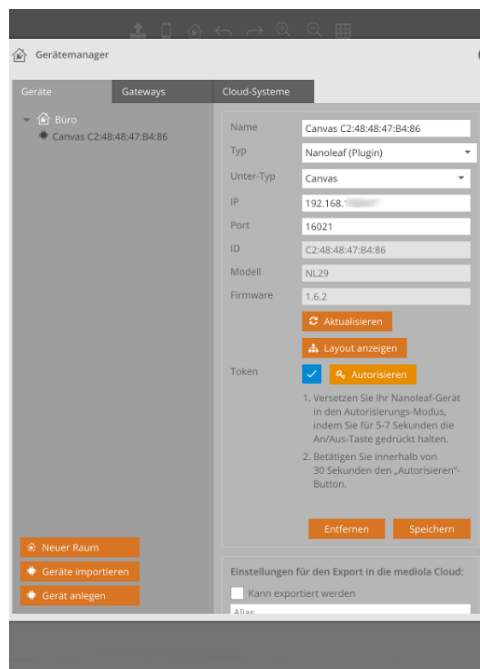 Gerätemanager
Geräte Gateways Cloud-Systeme
Büro
Canvas C2:48:48:47:B4:86
Name Canvas C2:48:48:47:B4:86
Typ Nanoleaf (Plugin)
Unter-Typ Canvas
IP 192.168.
Port 16021
ID C2:48:48:47:B4:86
Modell NL29
Firmware 1.6.2
Aktualisieren
Layout anzeigen
Token Autorisieren
1. Versetzen Sie Ihr Nanoleaf-Gerät
in den Autorisierungs-Modus,
indem Sie für 5-7 Sekunden die
An/Aus-Taste gedrückt halten.
2. Betätigen Sie innerhalb von
30 Sekunden den „Autorisieren"-
Button.
Entfernen Speichern
Neuer Raum
Geräte importieren
Gerät anlegen
Einstellungen für den Export in die mediola Cloud:
Kann exportiert werden
Alias